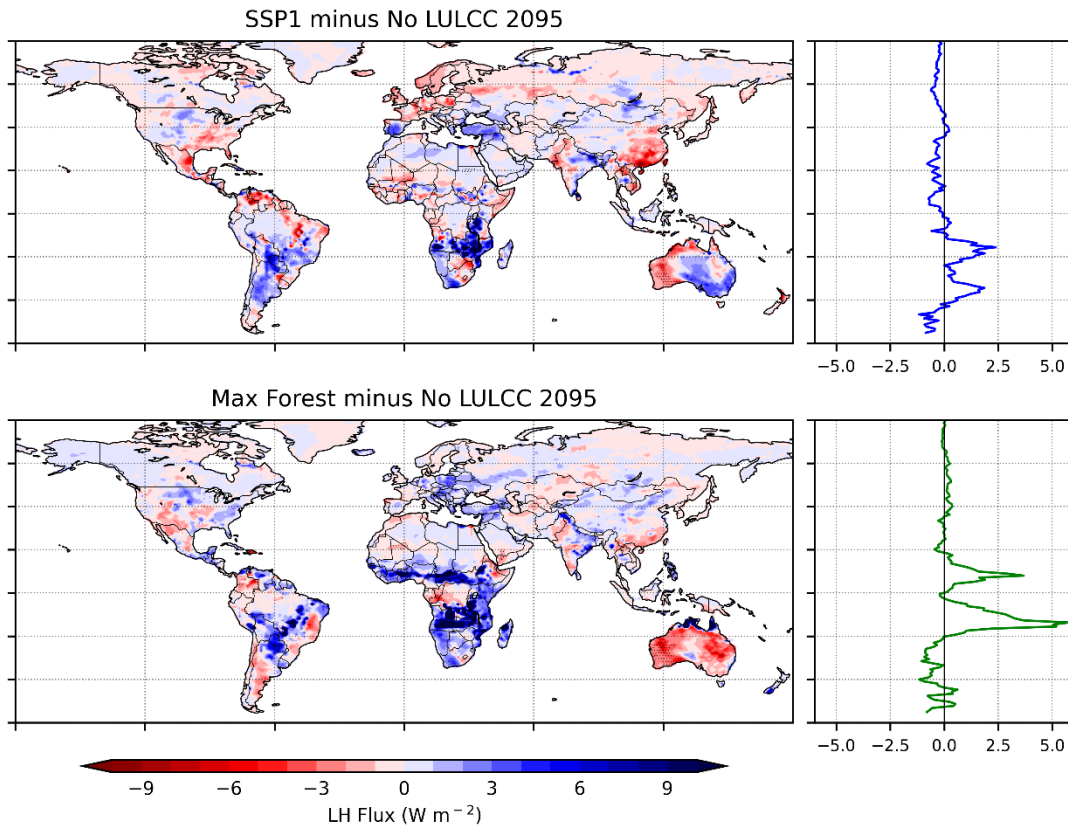 SSP1 minus No LULCC 2095
−5.0 −2.5 0.0 2.5 5.0
Max Forest minus No LULCC 2095
−5.0 −2.5 0.0 2.5 5.0
−9 −6 −3 0 3 6 9
LH Flux (W m⁻²)